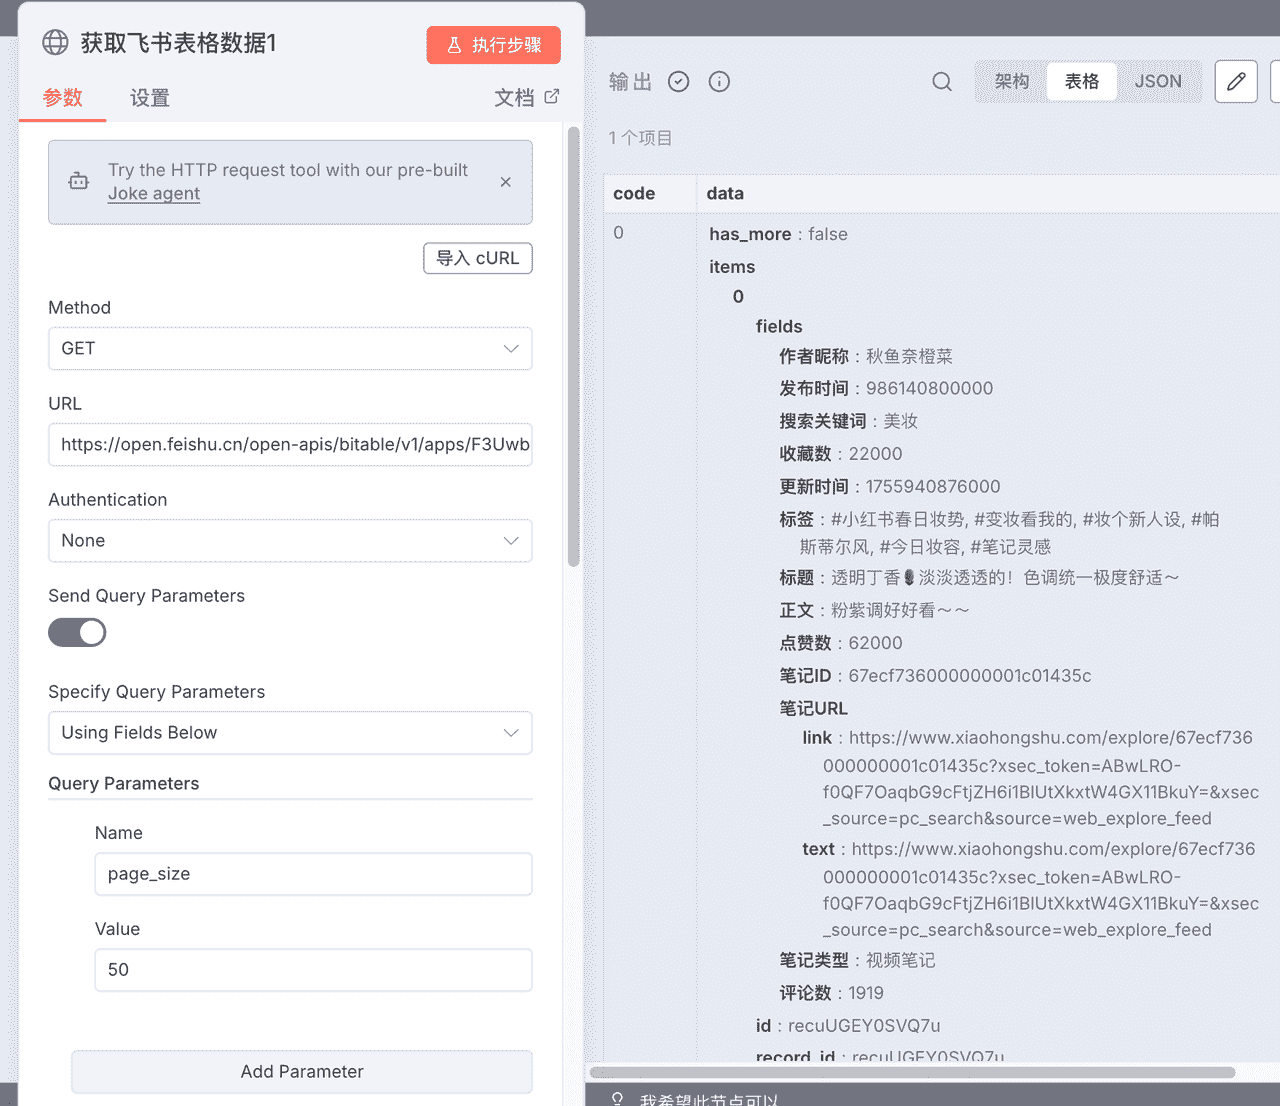 获取飞书表格数据1
执行步骤
参数
设置
文档
Try the HTTP request tool with our pre-built
Joke agent
导入 cURL
Method
GET
URL
https://open.feishu.cn/open-apis/bitable/v1/apps/F3Uwb
Authentication
None
Send Query Parameters
Specify Query Parameters
Using Fields Below
Query Parameters
Name
page_size
Value
50
Add Parameter
输出
架构
表格
JSON
1 个项目
code
data
0
has_more : false
items
0
fields
作者昵称 : 秋鱼奈橙菜
发布时间 : 986140800000
搜索关键词 : 美妆
收藏数 : 22000
更新时间 : 1755940876000
标签 : #小红书春日妆势, #变妆看我的, #妆个新人设, #帕
斯蒂尔风, #今日妆容, #笔记灵感
标题 : 透明丁香🪻淡淡透透的！色调统一极度舒适～
正文 : 粉紫调好好看～～
点赞数 : 62000
笔记ID : 67ecf736000000001c01435c
笔记URL
link : https://www.xiaohongshu.com/explore/67ecf736
000000001c01435c?xsec_token=ABwLRO-
f0QF7OaqbG9cFtjZH6i1BlUtXkxtW4GX11BkuY=&xsec
_source=pc_search&source=web_explore_feed
text : https://www.xiaohongshu.com/explore/67ecf736
000000001c01435c?xsec_token=ABwLRO-
f0QF7OaqbG9cFtjZH6i1BlUtXkxtW4GX11BkuY=&xsec
_source=pc_search&source=web_explore_feed
笔记类型 : 视频笔记
评论数 : 1919
id : recuUGEY0SVQ7u
record_id : recuUGEY0SVQ7u
我希望此节点可以